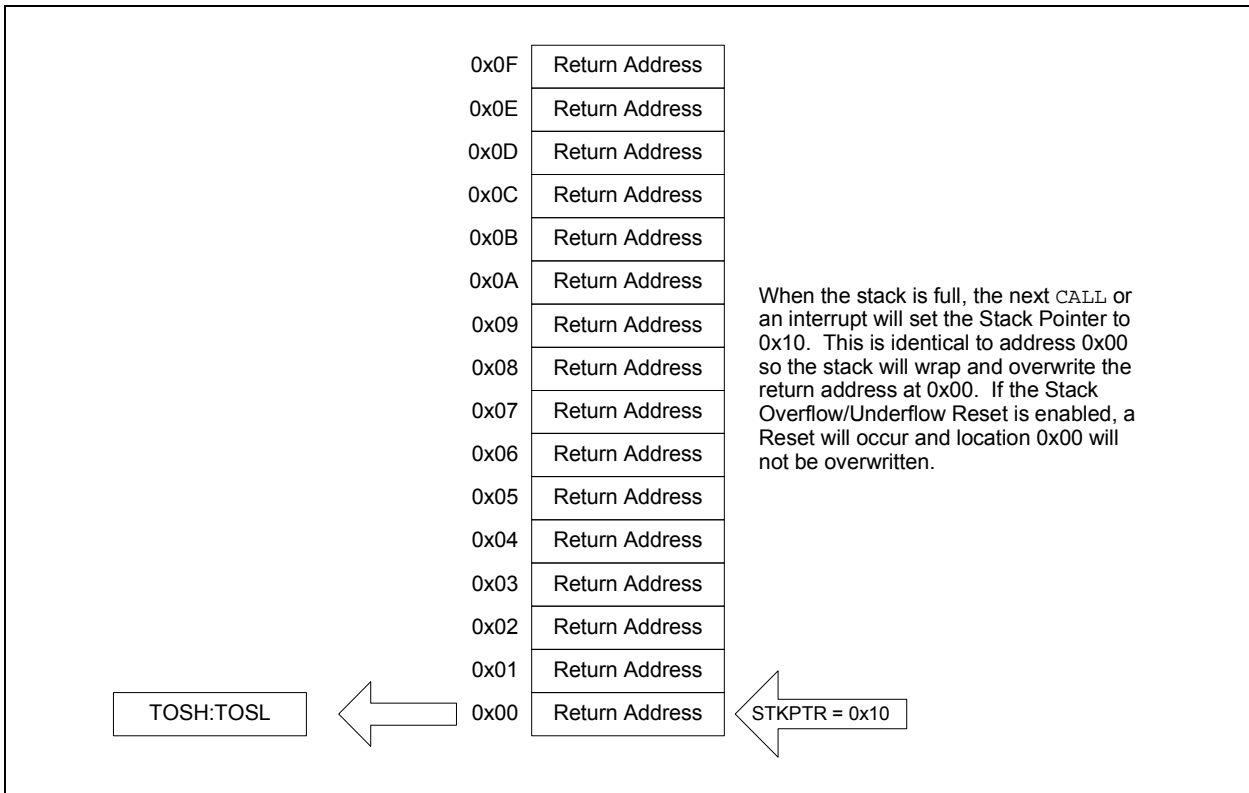 0x0F Return Address
0x0E Return Address
0x0D Return Address
0x0C Return Address
0x0B Return Address
0x0A Return Address
0x09 Return Address
0x08 Return Address
0x07 Return Address
0x06 Return Address
0x05 Return Address
0x04 Return Address
0x03 Return Address
0x02 Return Address
0x01 Return Address
TOSH:TOSL 0x00 Return Address STKPTR = 0x10
When the stack is full, the next CALL or
an interrupt will set the Stack Pointer to
0x10. This is identical to address 0x00
so the stack will wrap and overwrite the
return address at 0x00. If the Stack
Overflow/Underflow Reset is enabled, a
Reset will occur and location 0x00 will
not be overwritten.